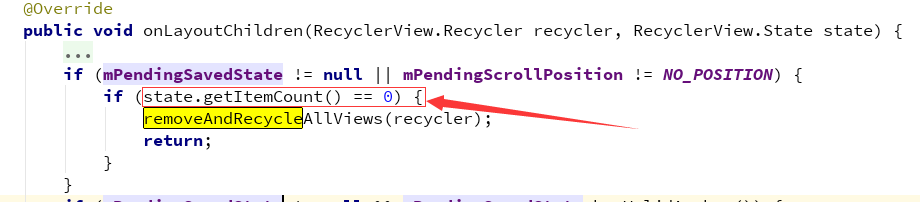 @Override
public void onLayoutChildren(RecyclerView.Recycler recycler, RecyclerView.State state) {
...
if (mPendingSavedState != null || mPendingScrollPosition != NO_POSITION) {
if (state.getItemCount() == 0) {
removeAndRecycleAllViews(recycler);
return;
}
}